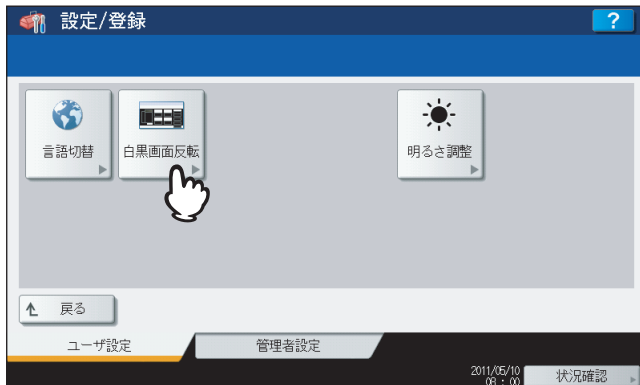 設定/登録
?
言語切替
白黒画面反転
明るさ調整
戻る
ユーザ設定
管理者設定
2011/05/10
08:00
状況確認